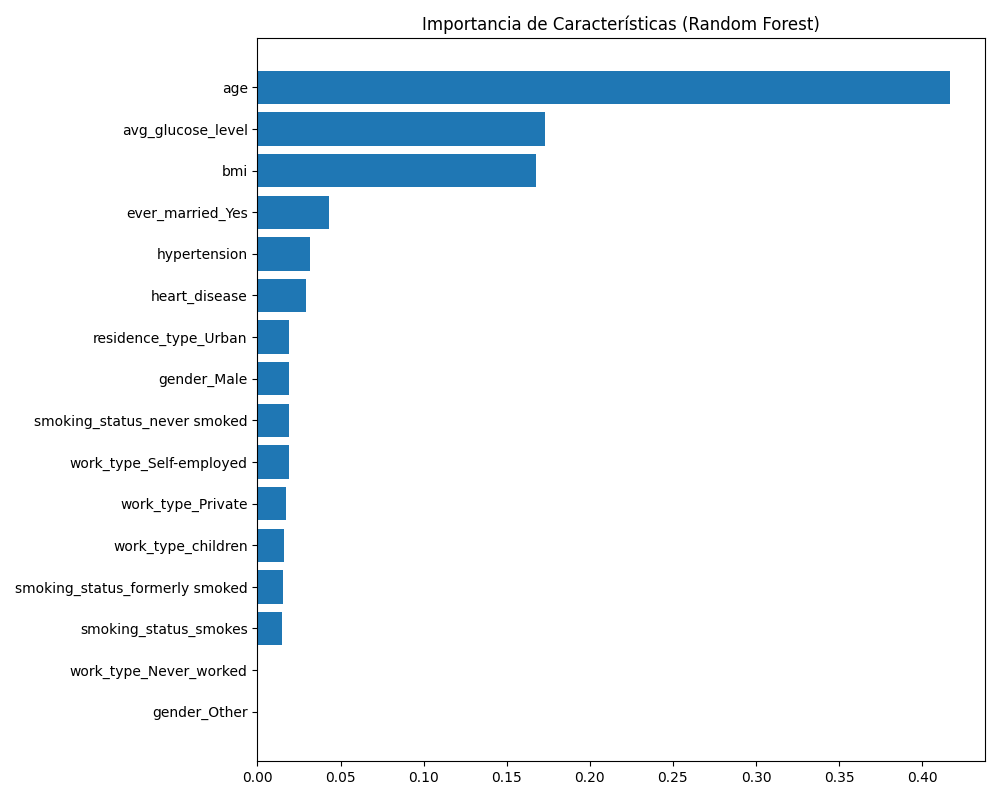 Importancia de Características (Random Forest)
age
avg_glucose_level
bmi
ever_married_Yes
hypertension
heart_disease
residence_type_Urban
gender_Male
smoking_status_never smoked
work_type_Self-employed
work_type_Private
work_type_children
smoking_status_formerly smoked
smoking_status_smokes
work_type_Never_worked
gender_Other
0.00 0.05 0.10 0.15 0.20 0.25 0.30 0.35 0.40